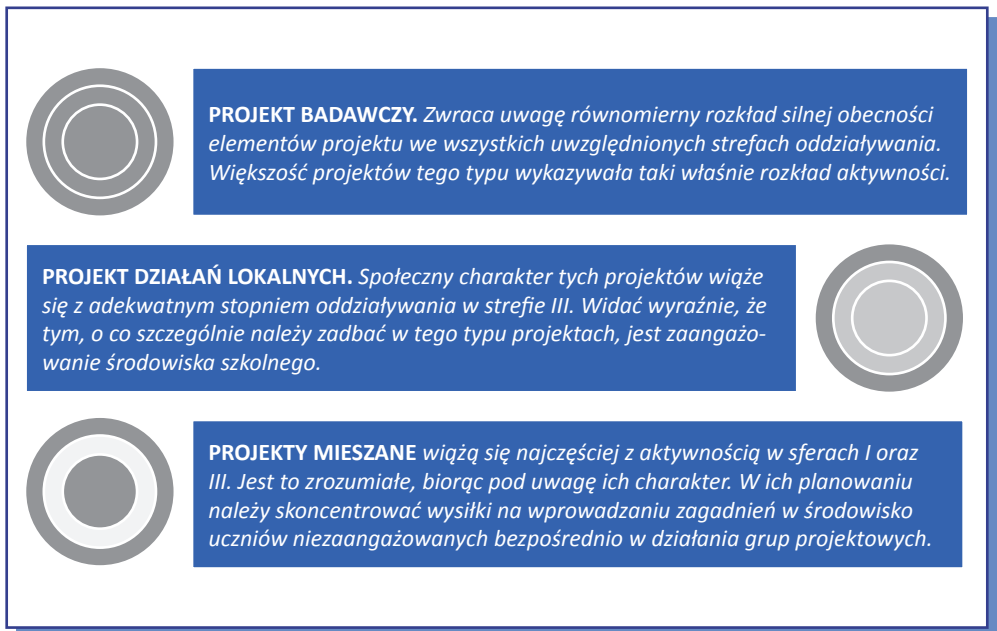 PROJEKT BADAWCZY. Zwraca uwagę równomierny rozkład silnej obecności
elementów projektu we wszystkich uwzględnionych strefach oddziaływania.
Większość projektów tego typu wykazywała taki właśnie rozkład aktywności.
PROJEKT DZIAŁAŃ LOKALNYCH. Społeczny charakter tych projektów wiąże
się z adekwatnym stopniem oddziaływania w strefie III. Widać wyraźnie, że
tym, o co szczególnie należy zadbać w tego typu projektach, jest zaangażo-
wanie środowiska szkolnego.
PROJEKTY MIESZANE wiążą się najczęściej z aktywnością w sferach I oraz
III. Jest to zrozumiałe, biorąc pod uwagę ich charakter. W ich planowaniu
należy skoncentrować wysiłki na wprowadzaniu zagadnień w środowisko
uczniów niezaangażowanych bezpośrednio w działania grup projektowych.